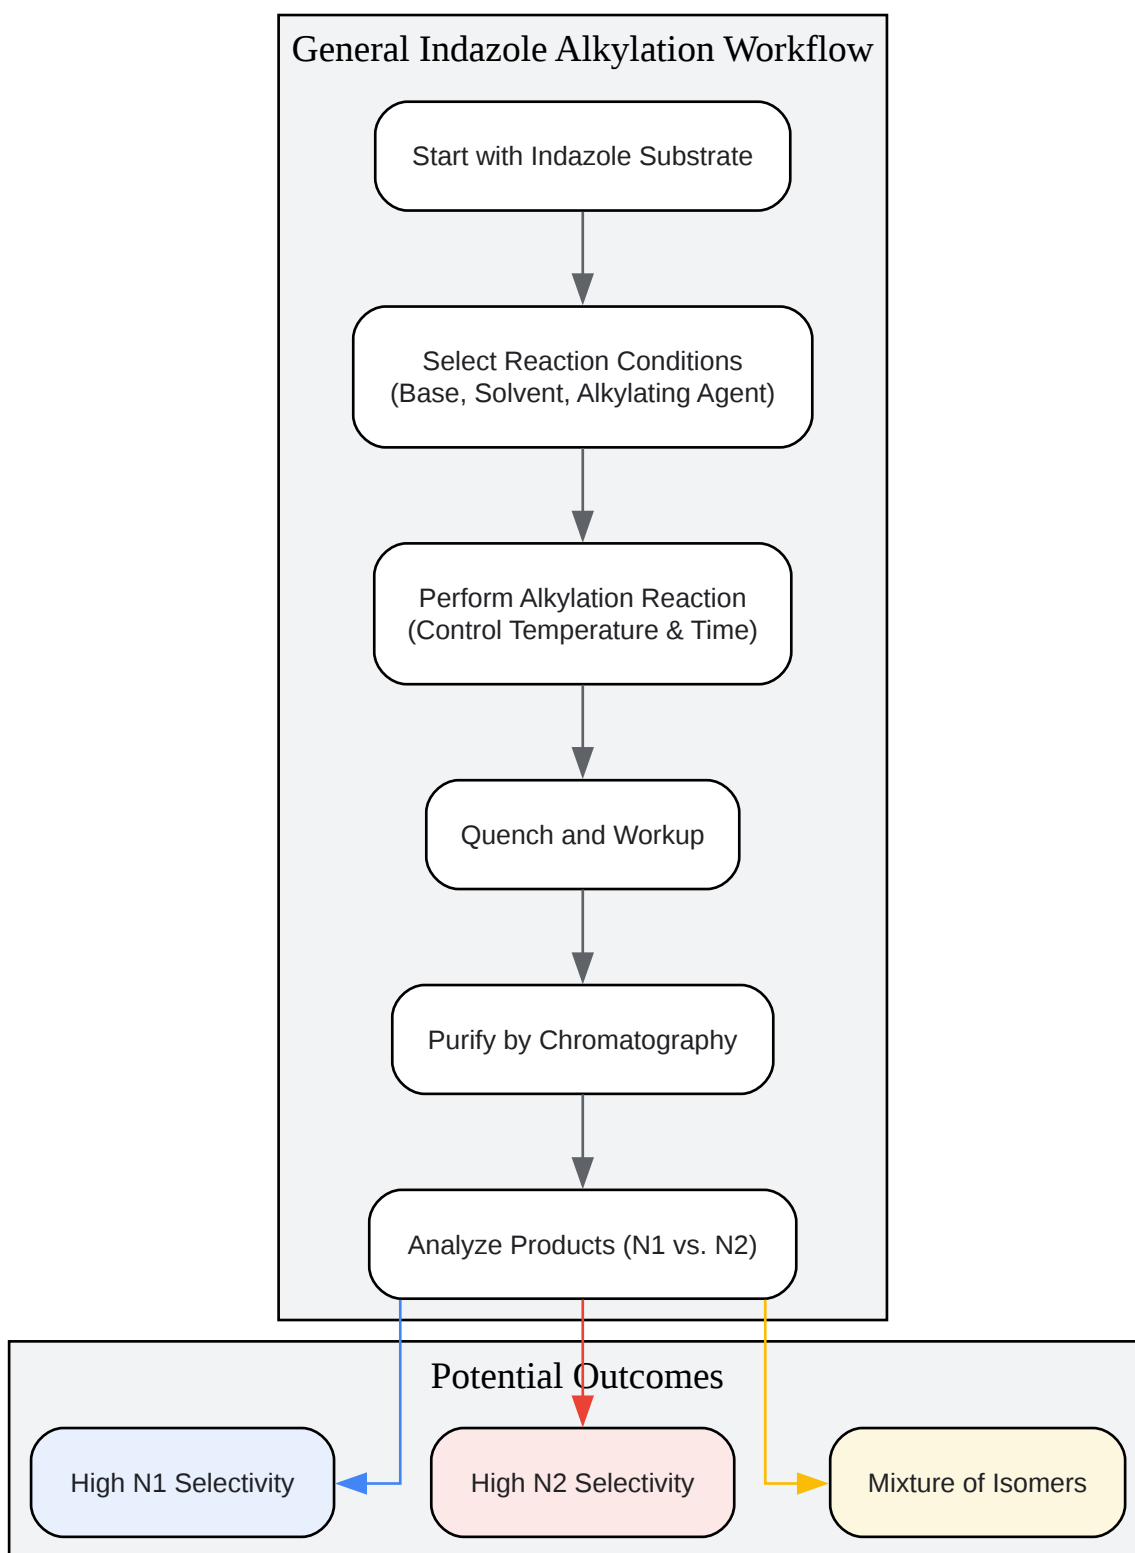 General Indazole Alkylation Workflow
Start with Indazole Substrate
Select Reaction Conditions
(Base, Solvent, Alkylating Agent)
Perform Alkylation Reaction
(Control Temperature & Time)
Quench and Workup
Purify by Chromatography
Analyze Products (N1 vs. N2)
Potential Outcomes
High N1 Selectivity
High N2 Selectivity
Mixture of Isomers